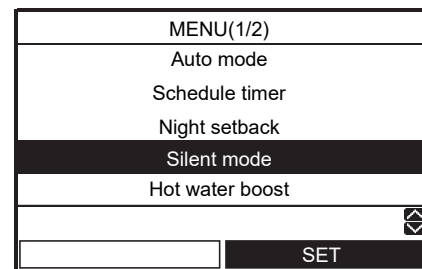 MENU(1/2)
Auto mode
Schedule timer
Night setback
Silent mode
Hot water boost
SET